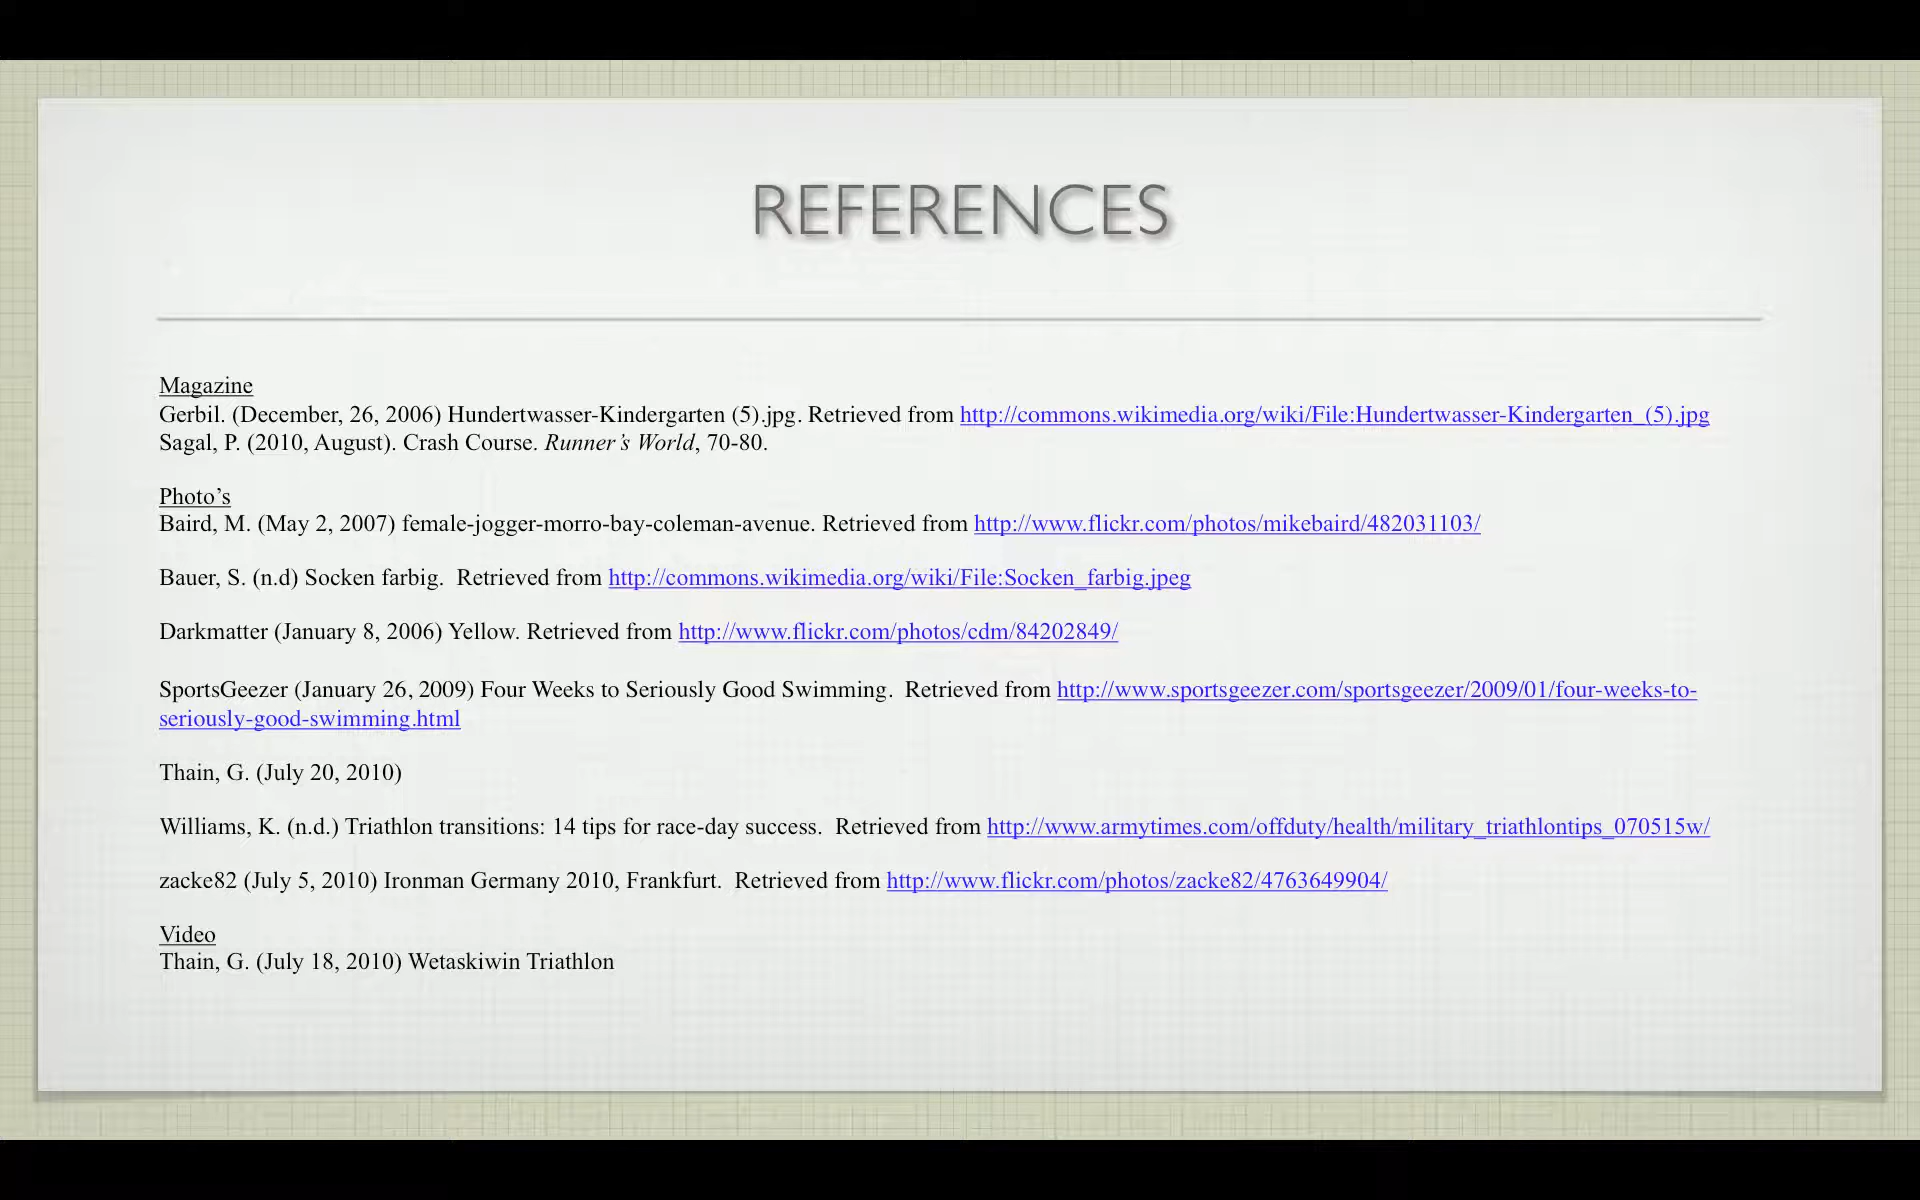 REFERENCES
Magazine
Gerbil. (December, 26, 2006) Hundertwasser-Kindergarten (5).jpg. Retrieved from http://commons.wikimedia.org/wiki/File:Hundertwasser-Kindergarten_(5).jpg
Sagal, P. (2010, August). Crash Course. Runner’s World, 70-80.
Photo’s
Baird, M. (May 2, 2007) female-jogger-morro-bay-coleman-avenue. Retrieved from http://www.flickr.com/photos/mikebaird/482031103/
Bauer, S. (n.d) Socken farbig.  Retrieved from http://commons.wikimedia.org/wiki/File:Socken_farbig.jpeg
Darkmatter (January 8, 2006) Yellow. Retrieved from http://www.flickr.com/photos/cdm/84202849/
SportsGeezer (January 26, 2009) Four Weeks to Seriously Good Swimming.  Retrieved from http://www.sportsgeezer.com/sportsgeezer/2009/01/four-weeks-to-
seriously-good-swimming.html
Thain, G. (July 20, 2010)
Williams, K. (n.d.) Triathlon transitions: 14 tips for race-day success.  Retrieved from http://www.armytimes.com/offduty/health/military_triathlontips_070515w/
zacke82 (July 5, 2010) Ironman Germany 2010, Frankfurt.  Retrieved from http://www.flickr.com/photos/zacke82/4763649904/
Video
Thain, G. (July 18, 2010) Wetaskiwin Triathlon